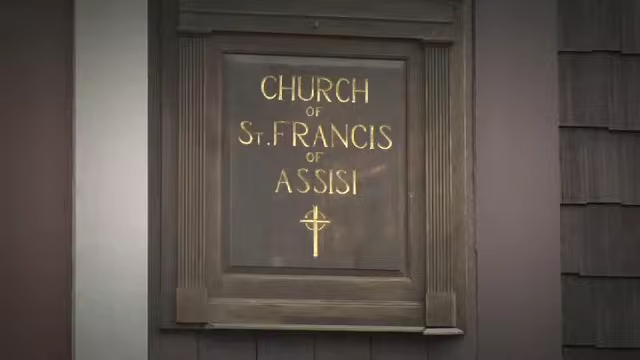 CHURCH
OF
ST. FRANCIS
OF
ASSISI